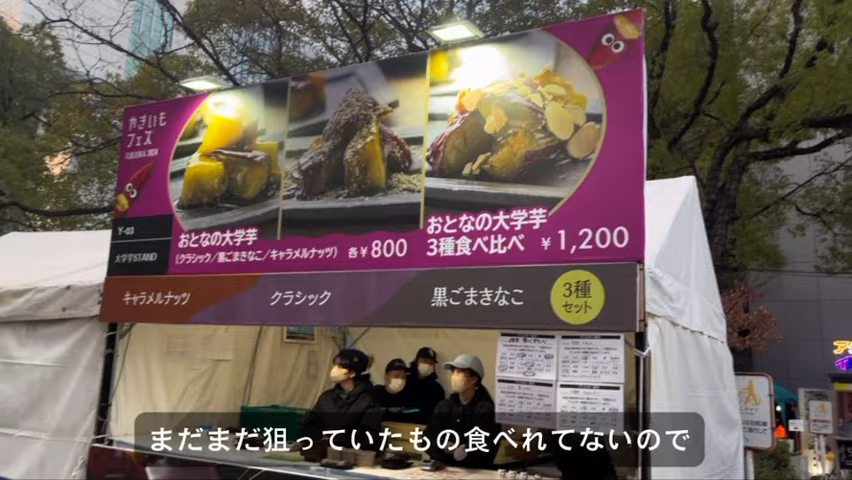 やきいも
フェス
Y-03
大学芋STAND
おとなの大学芋
(クラシック/黒ごまきなこ/キャラメルナッツ) 各¥800
おとなの大学芋
3種食べ比べ ¥1,200
キャラメルナッツ
クラシック
黒ごまきなこ
3種
セット
まだまだ狙っていたもの食べれてないので